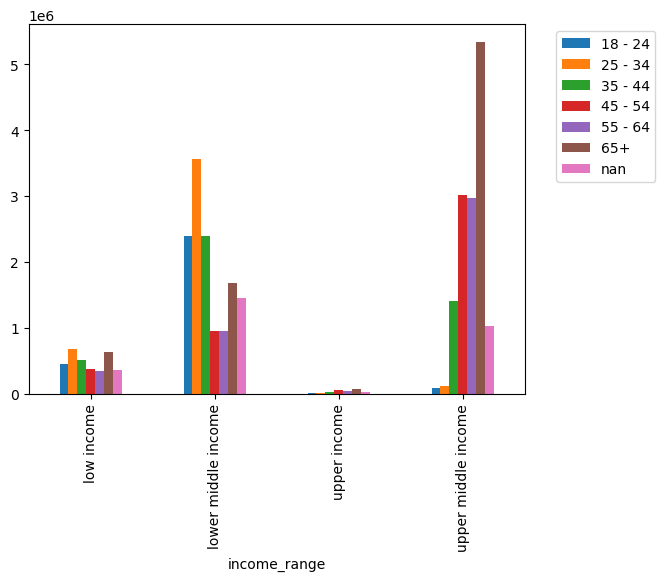 1e6
5
4
3
2
1
0
low income
lower middle income
upper income
upper middle income
income_range
18 - 24
25 - 34
35 - 44
45 - 54
55 - 64
65+
nan